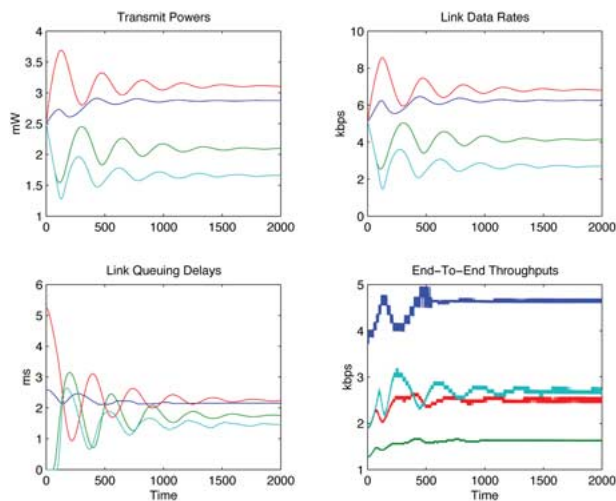 Transmit Powers
4
3.5
3
2.5
2
1.5
1
mW
0 500 1000 1500 2000
Link Data Rates
10
8
6
4
2
0
kbps
0 500 1000 1500 2000
Link Queuing Delays
6
5
4
3
2
1
0
ms
0 500 1000 1500 2000
Time
End-To-End Throughputs
5
4
3
2
1
kbps
0 500 1000 1500 2000
Time